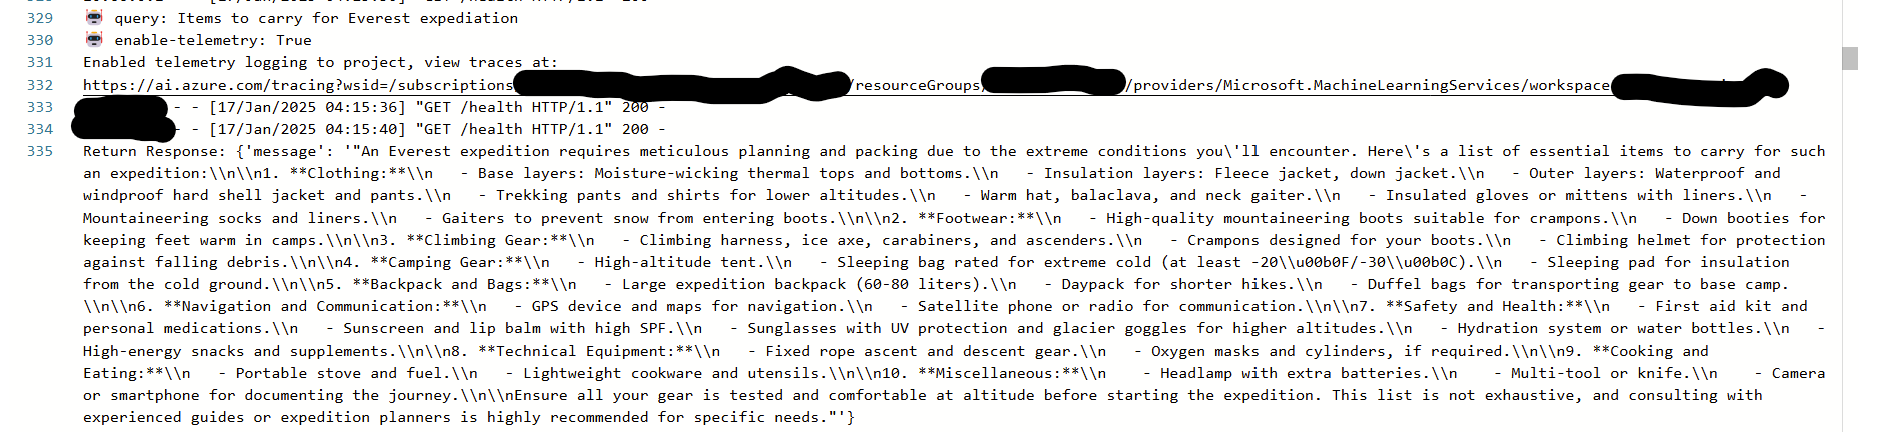 329 🤖 query: Items to carry for Everest expediation
330 🤖 enable-telemetry: True
331 Enabled telemetry logging to project, view traces at:
332 https://ai.azure.com/tracing?wsid=/subscriptions /resourceGroups /providers/Microsoft.MachineLearningServices/workspace
333 - - [17/Jan/2025 04:15:36] "GET /health HTTP/1.1" 200 -
334 - - [17/Jan/2025 04:15:40] "GET /health HTTP/1.1" 200 -
335 Return Response: {'message': '"An Everest expedition requires meticulous planning and packing due to the extreme conditions you\'ll encounter. Here\'s a list of essential items to carry for such
an expedition:\\n\\n1. **Clothing:**\\n   - Base layers: Moisture-wicking thermal tops and bottoms.\\n   - Insulation layers: Fleece jacket, down jacket.\\n   - Outer layers: Waterproof and
windproof hard shell jacket and pants.\\n   - Trekking pants and shirts for lower altitudes.\\n   - Warm hat, balaclava, and neck gaiter.\\n   - Insulated gloves or mittens with liners.\\n   -
Mountaineering socks and liners.\\n   - Gaiters to prevent snow from entering boots.\\n\\n2. **Footwear:**\\n   - High-quality mountaineering boots suitable for crampons.\\n   - Down booties for
keeping feet warm in camps.\\n\\n3. **Climbing Gear:**\\n   - Climbing harness, ice axe, carabiners, and ascenders.\\n   - Crampons designed for your boots.\\n   - Climbing helmet for protection
against falling debris.\\n\\n4. **Camping Gear:**\\n   - High-altitude tent.\\n   - Sleeping bag rated for extreme cold (at least -20\\u00b0F/-30\\u00b0C).\\n   - Sleeping pad for insulation
from the cold ground.\\n\\n5. **Backpack and Bags:**\\n   - Large expedition backpack (60-80 liters).\\n   - Daypack for shorter hikes.\\n   - Duffel bags for transporting gear to base camp.
\\n\\n6. **Navigation and Communication:**\\n   - GPS device and maps for navigation.\\n   - Satellite phone or radio for communication.\\n\\n7. **Safety and Health:**\\n   - First aid kit and
personal medications.\\n   - Sunscreen and lip balm with high SPF.\\n   - Sunglasses with UV protection and glacier goggles for higher altitudes.\\n   - Hydration system or water bottles.\\n   -
High-energy snacks and supplements.\\n\\n8. **Technical Equipment:**\\n   - Fixed rope ascent and descent gear.\\n   - Oxygen masks and cylinders, if required.\\n\\n9. **Cooking and
Eating:**\\n   - Portable stove and fuel.\\n   - Lightweight cookware and utensils.\\n\\n10. **Miscellaneous:**\\n    - Headlamp with extra batteries.\\n    - Multi-tool or knife.\\n    - Camera
or smartphone for documenting the journey.\\n\\nEnsure all your gear is tested and comfortable at altitude before starting the expedition. This list is not exhaustive, and consulting with
experienced guides or expedition planners is highly recommended for specific needs."'}